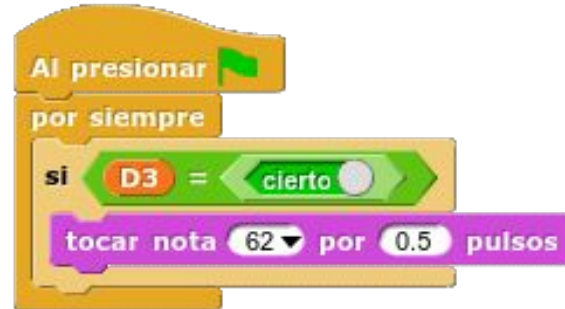 Al presionar
por siempre
si D3 = cierto
tocar nota 62 por 0.5 pulsos